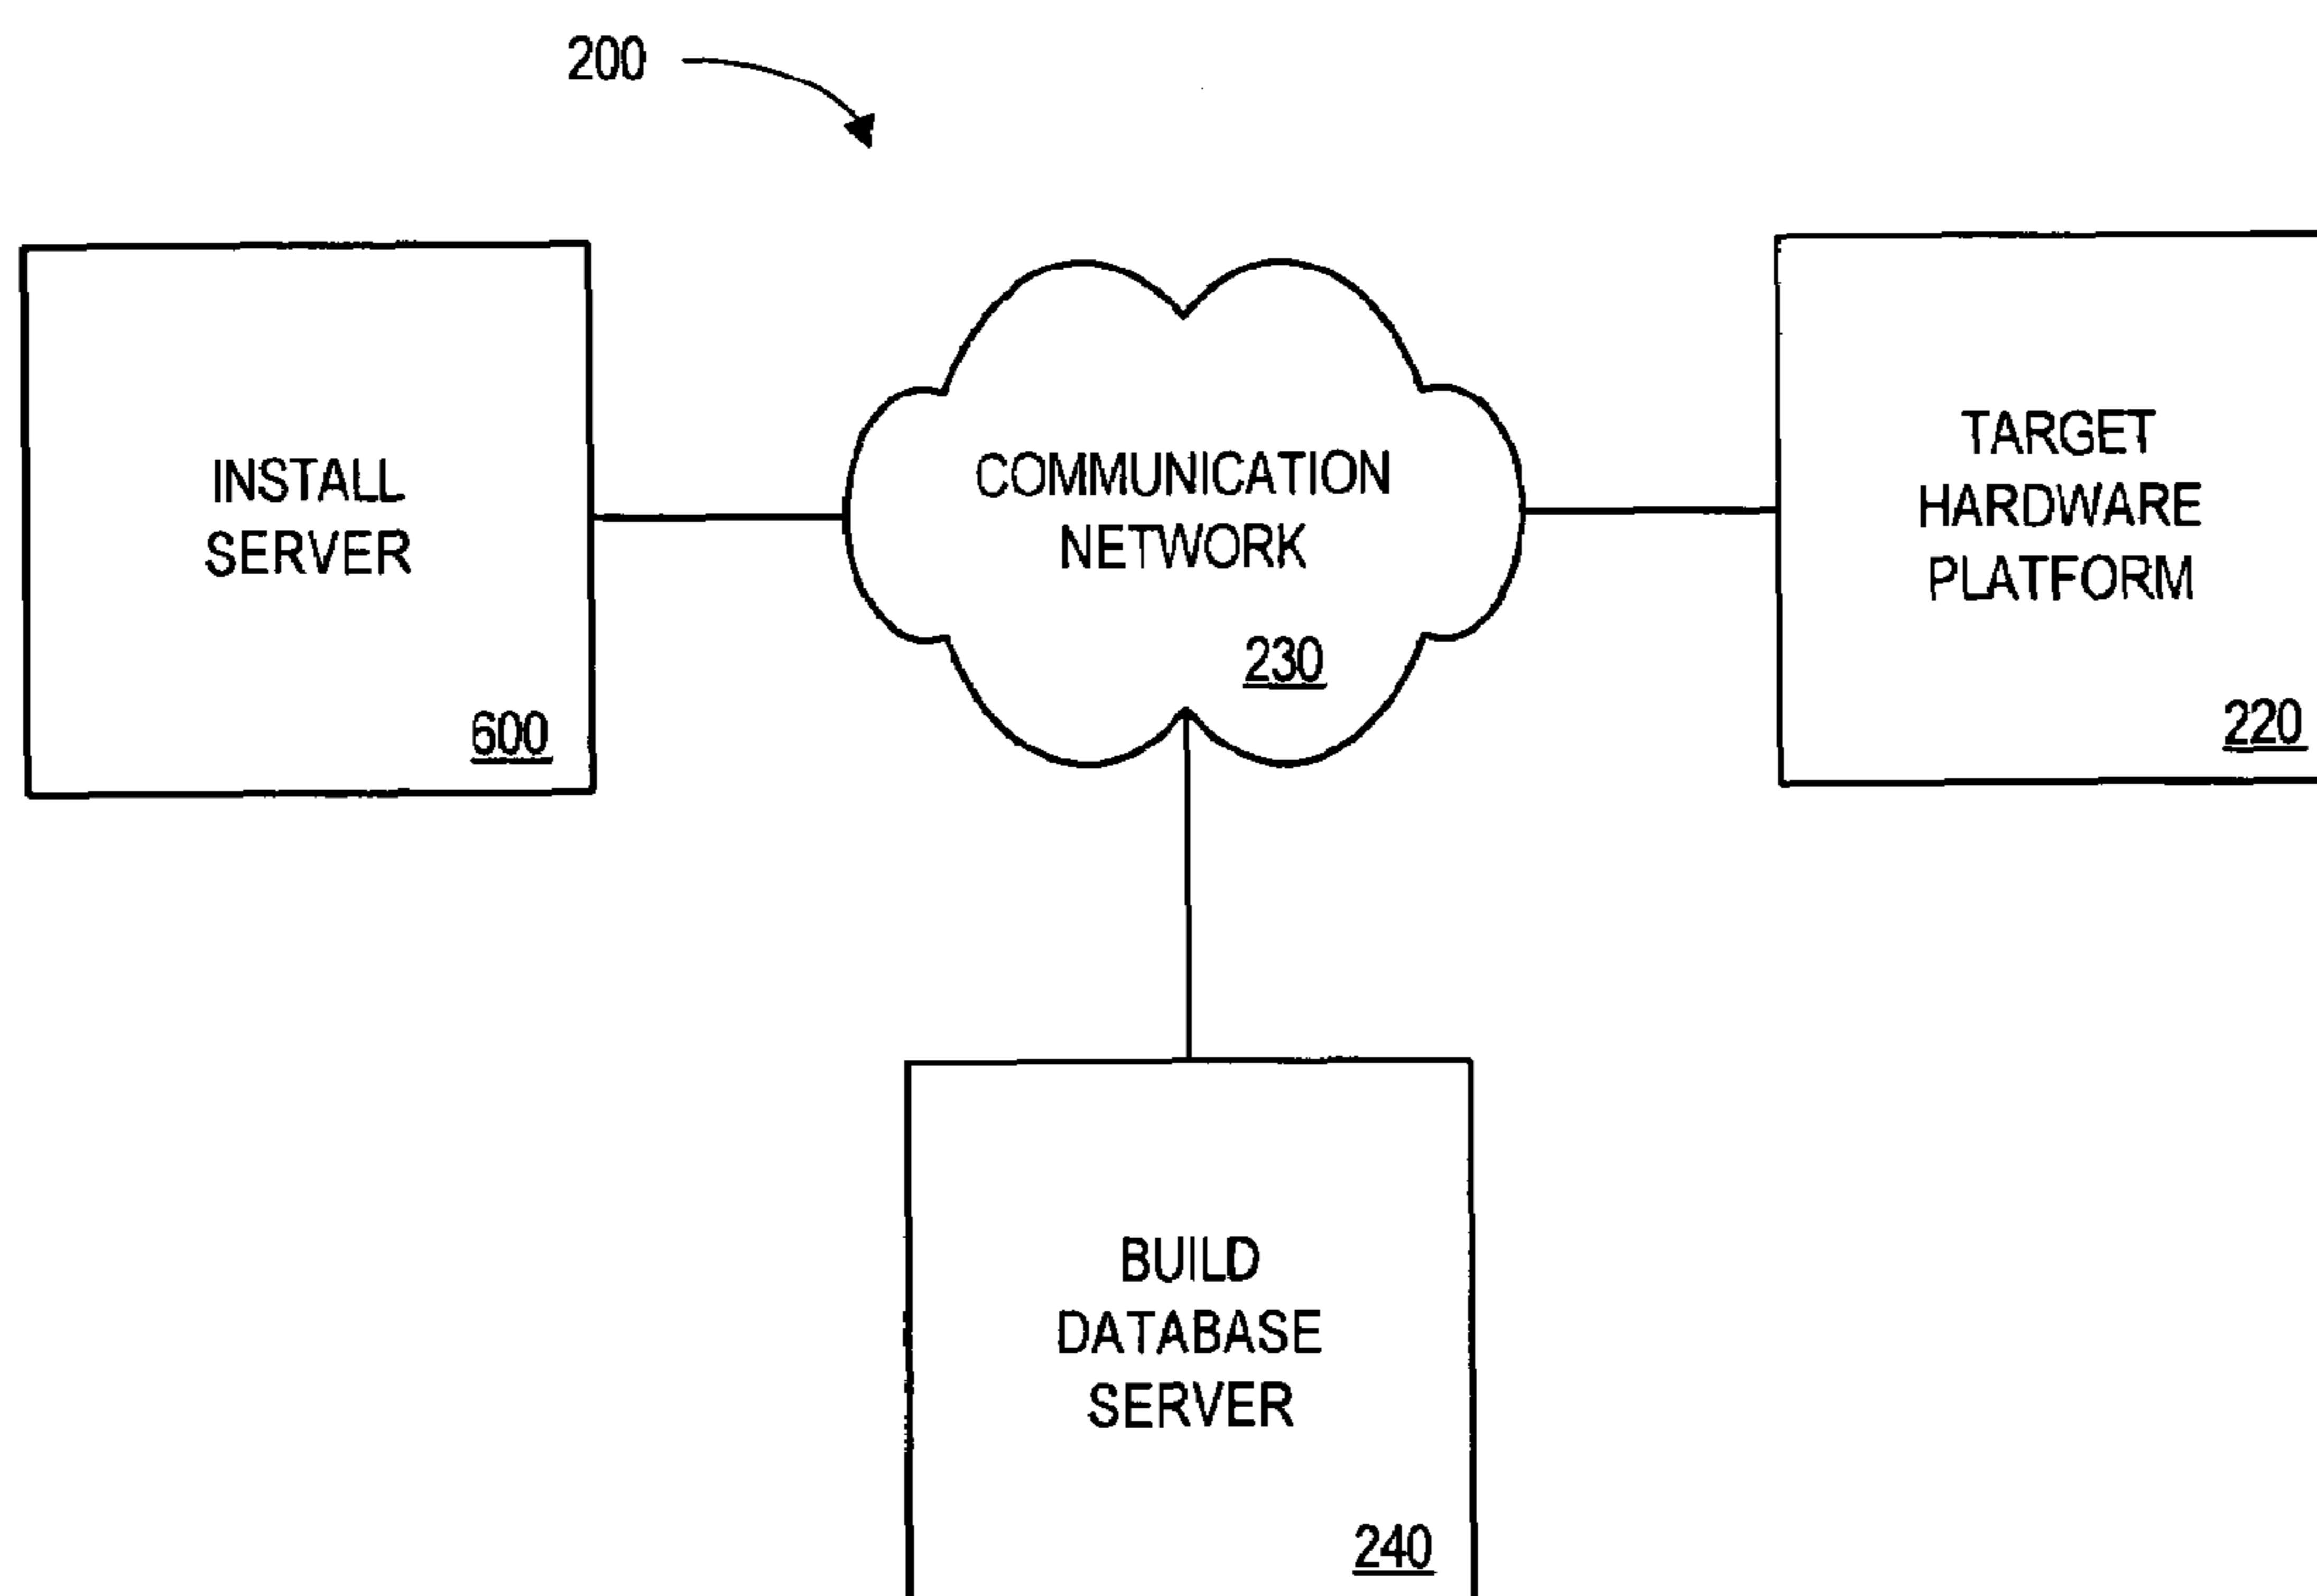 200
INSTALL
SERVER
600
COMMUNICATION
NETWORK
230
TARGET
HARDWARE
PLATFORM
220
BUILD
DATABASE
SERVER
240